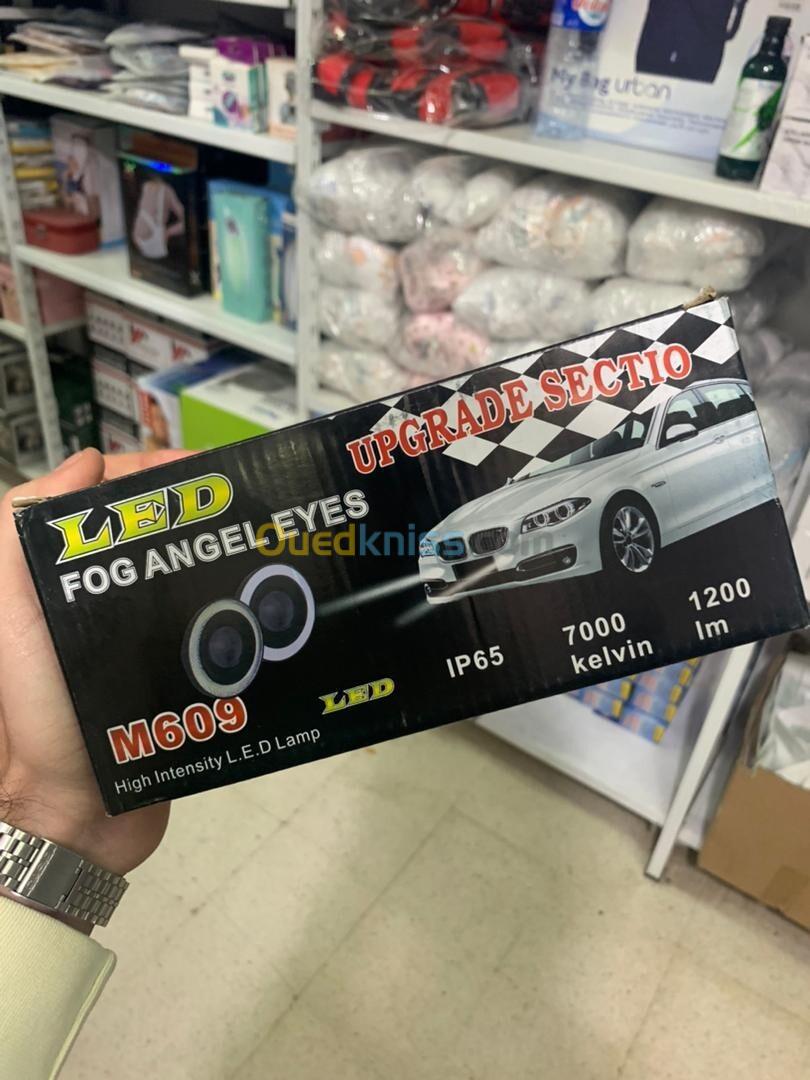 My Bag urban
UPGRADE SECTIO
LED
FOG ANGEL EYES
Ouedkniss.com
IP65
7000
kelvin
1200
lm
LED
M609
High Intensity L.E.D Lamp